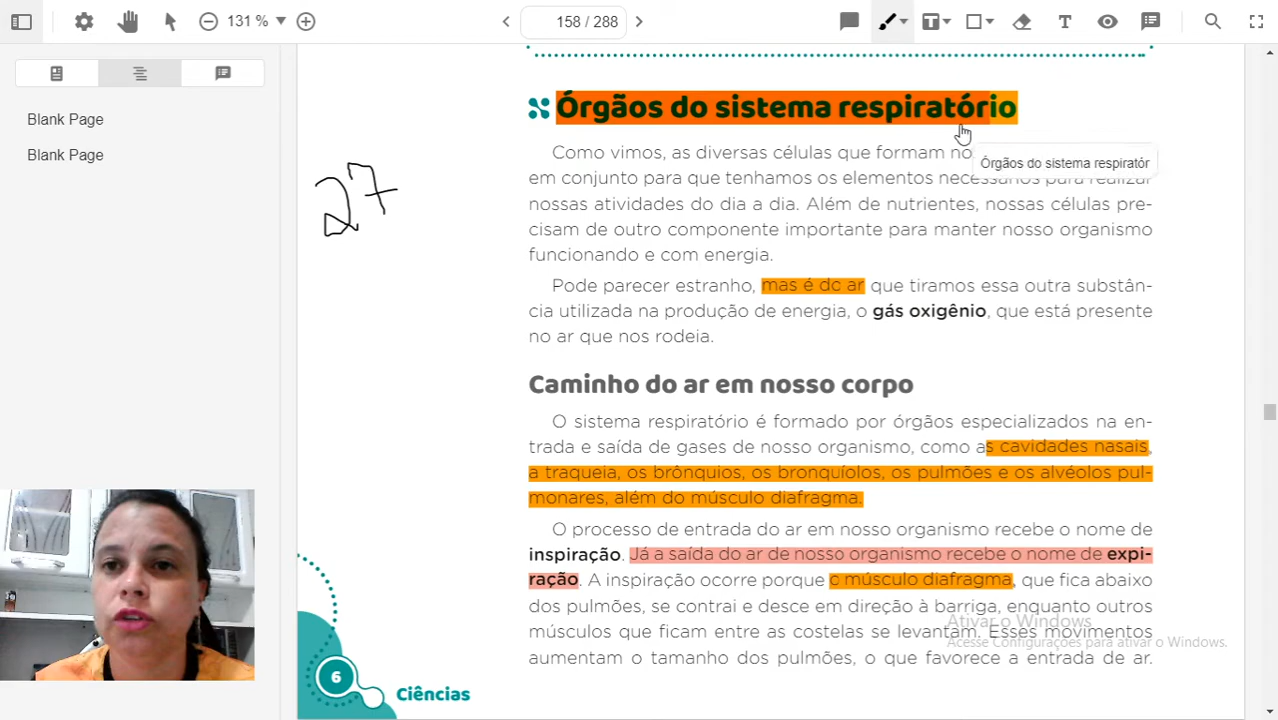 131 %
158 / 288
Blank Page
Blank Page
27
Órgãos do sistema respiratório
Órgãos do sistema respiratór
Como vimos, as diversas células que formam no
em conjunto para que tenhamos os elementos necessários para realizar
nossas atividades do dia a dia. Além de nutrientes, nossas células pre-
cisam de outro componente importante para manter nosso organismo
funcionando e com energia.
Pode parecer estranho, mas é do ar que tiramos essa outra substân-
cia utilizada na produção de energia, o gás oxigênio, que está presente
no ar que nos rodeia.
Caminho do ar em nosso corpo
O sistema respiratório é formado por órgãos especializados na en-
trada e saída de gases de nosso organismo, como as cavidades nasais,
a traqueia, os brônquios, os bronquíolos, os pulmões e os alvéolos pul-
monares, além do músculo diafragma.
O processo de entrada do ar em nosso organismo recebe o nome de
inspiração. Já a saída do ar de nosso organismo recebe o nome de expi-
ração. A inspiração ocorre porque o músculo diafragma, que fica abaixo
dos pulmões, se contrai e desce em direção à barriga, enquanto outros
músculos que ficam entre as costelas se levantam. Esses movimentos
aumentam o tamanho dos pulmões, o que favorece a entrada de ar.
Ativar o Windows
Acesse Configurações para ativar o Windows.
6
Ciências